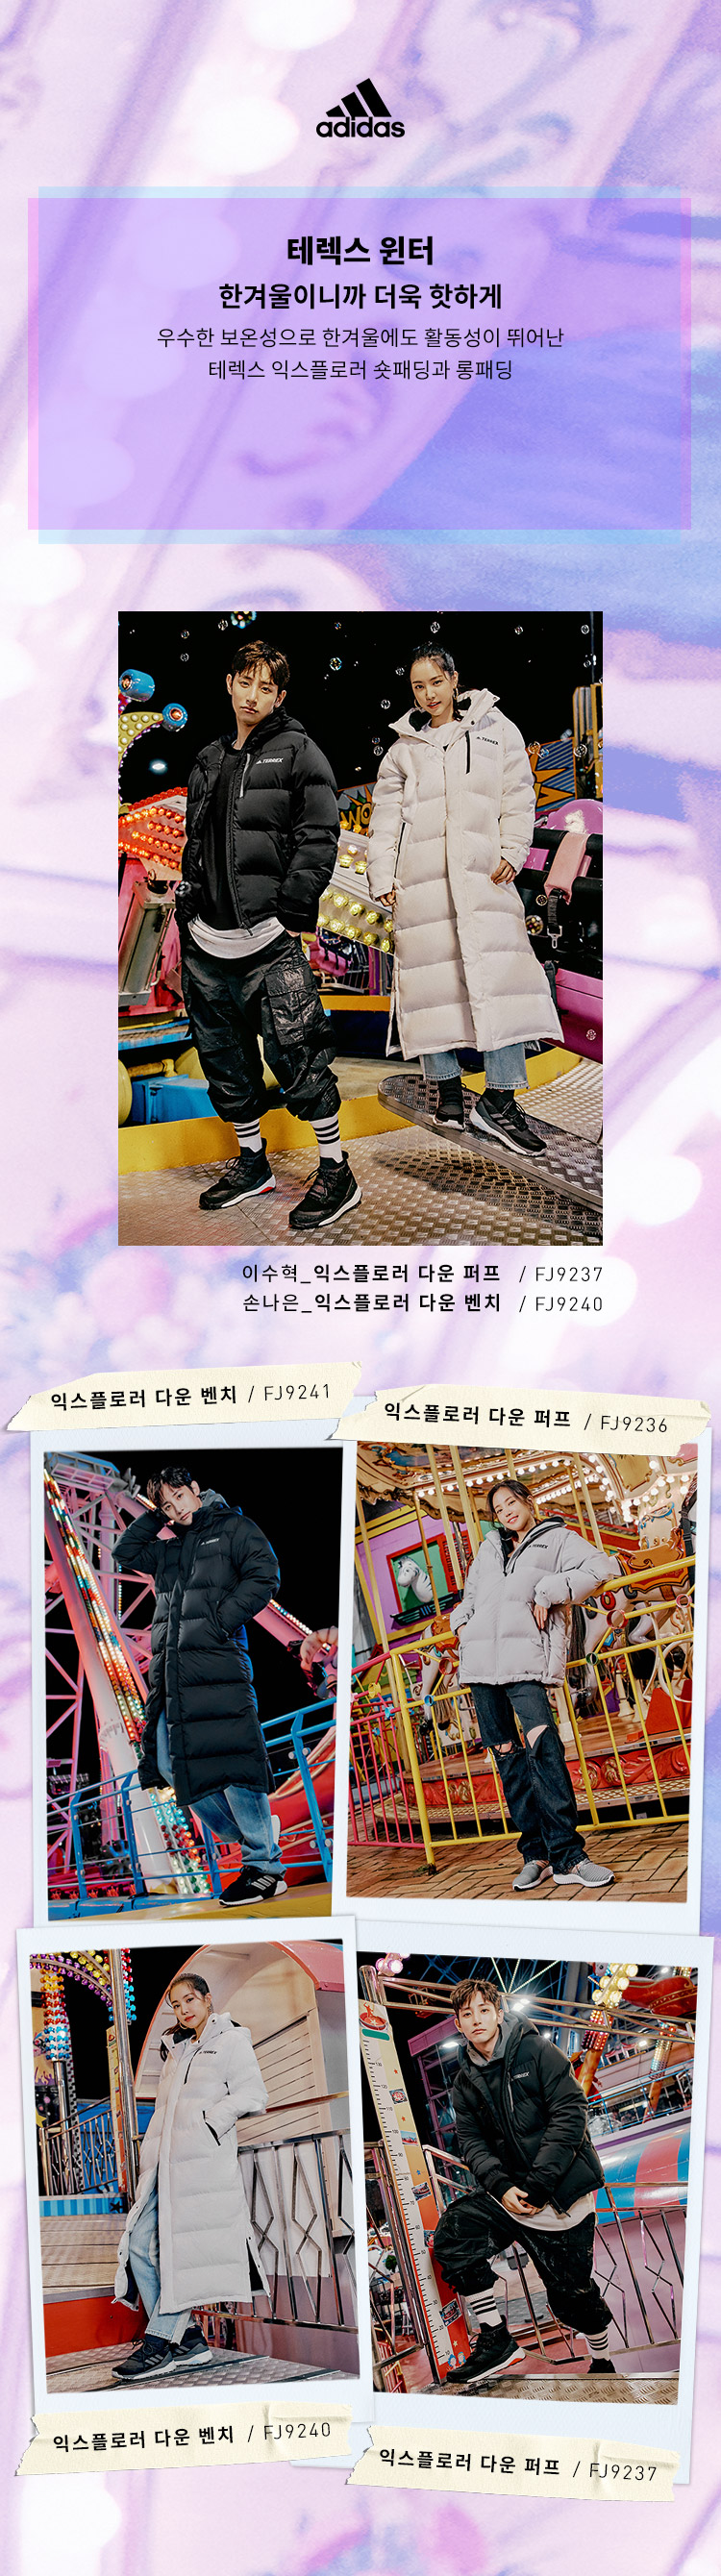 adidas
테렉스 윈터
한겨울이니까 더욱 핫하게
우수한 보온성으로 한겨울에도 활동성이 뛰어난
테렉스 익스플로러 숏패딩과 롱패딩
TERREX
TERREX
이수혁_익스플로러 다운 퍼프 / FJ9237
손나은_익스플로러 다운 벤치 / FJ9240
익스플로러 다운 벤치 / FJ9241
익스플로러 다운 퍼프 / FJ9236
TERREX
TERREX
TERREX
TERREX
익스플로러 다운 벤치 / FJ9240
익스플로러 다운 퍼프 / FJ9237